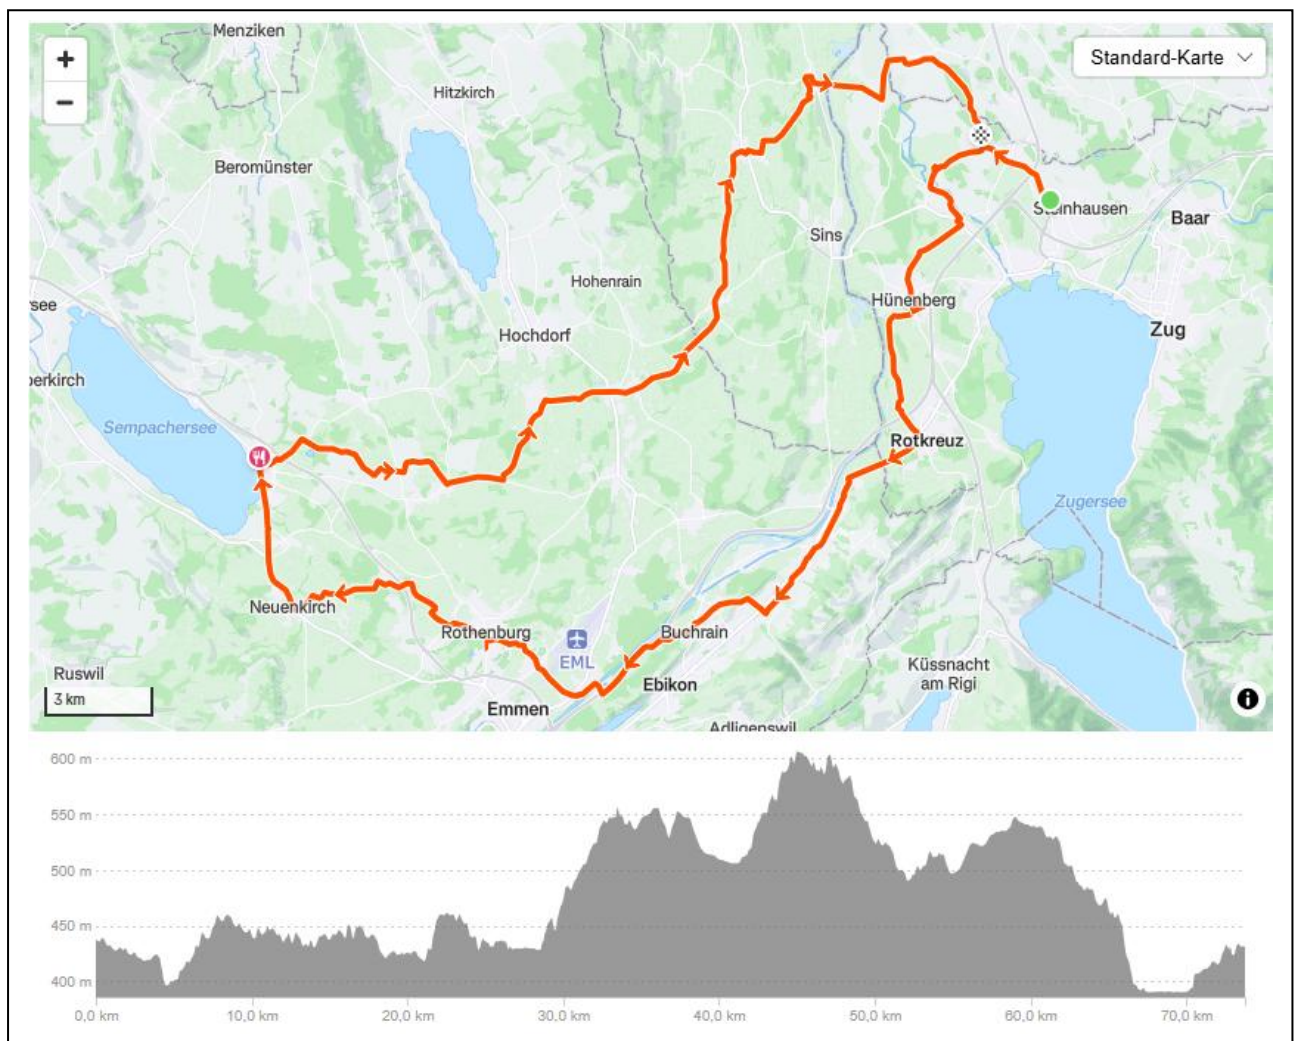 Menziken
+
Standard-Karte
−
Hitzkirch
Beromünster
Steinhausen
Baar
Sins
Hohenrain
Hünenberg
see
Hochdorf
Zug
erkirch
Sempachersee
Rotkreuz
Zugersee
Neuenkirch
Rothenburg
Buchrain
EML
Ruswil
Küssnacht
am Rigi
3 km
Ebikon
Emmen
Adligenswil
600 m
550 m
500 m
450 m
400 m
0,0 km 10,0 km 20,0 km 30.0 km 40,0 km 50,0 km 60,0 km 70,0 km